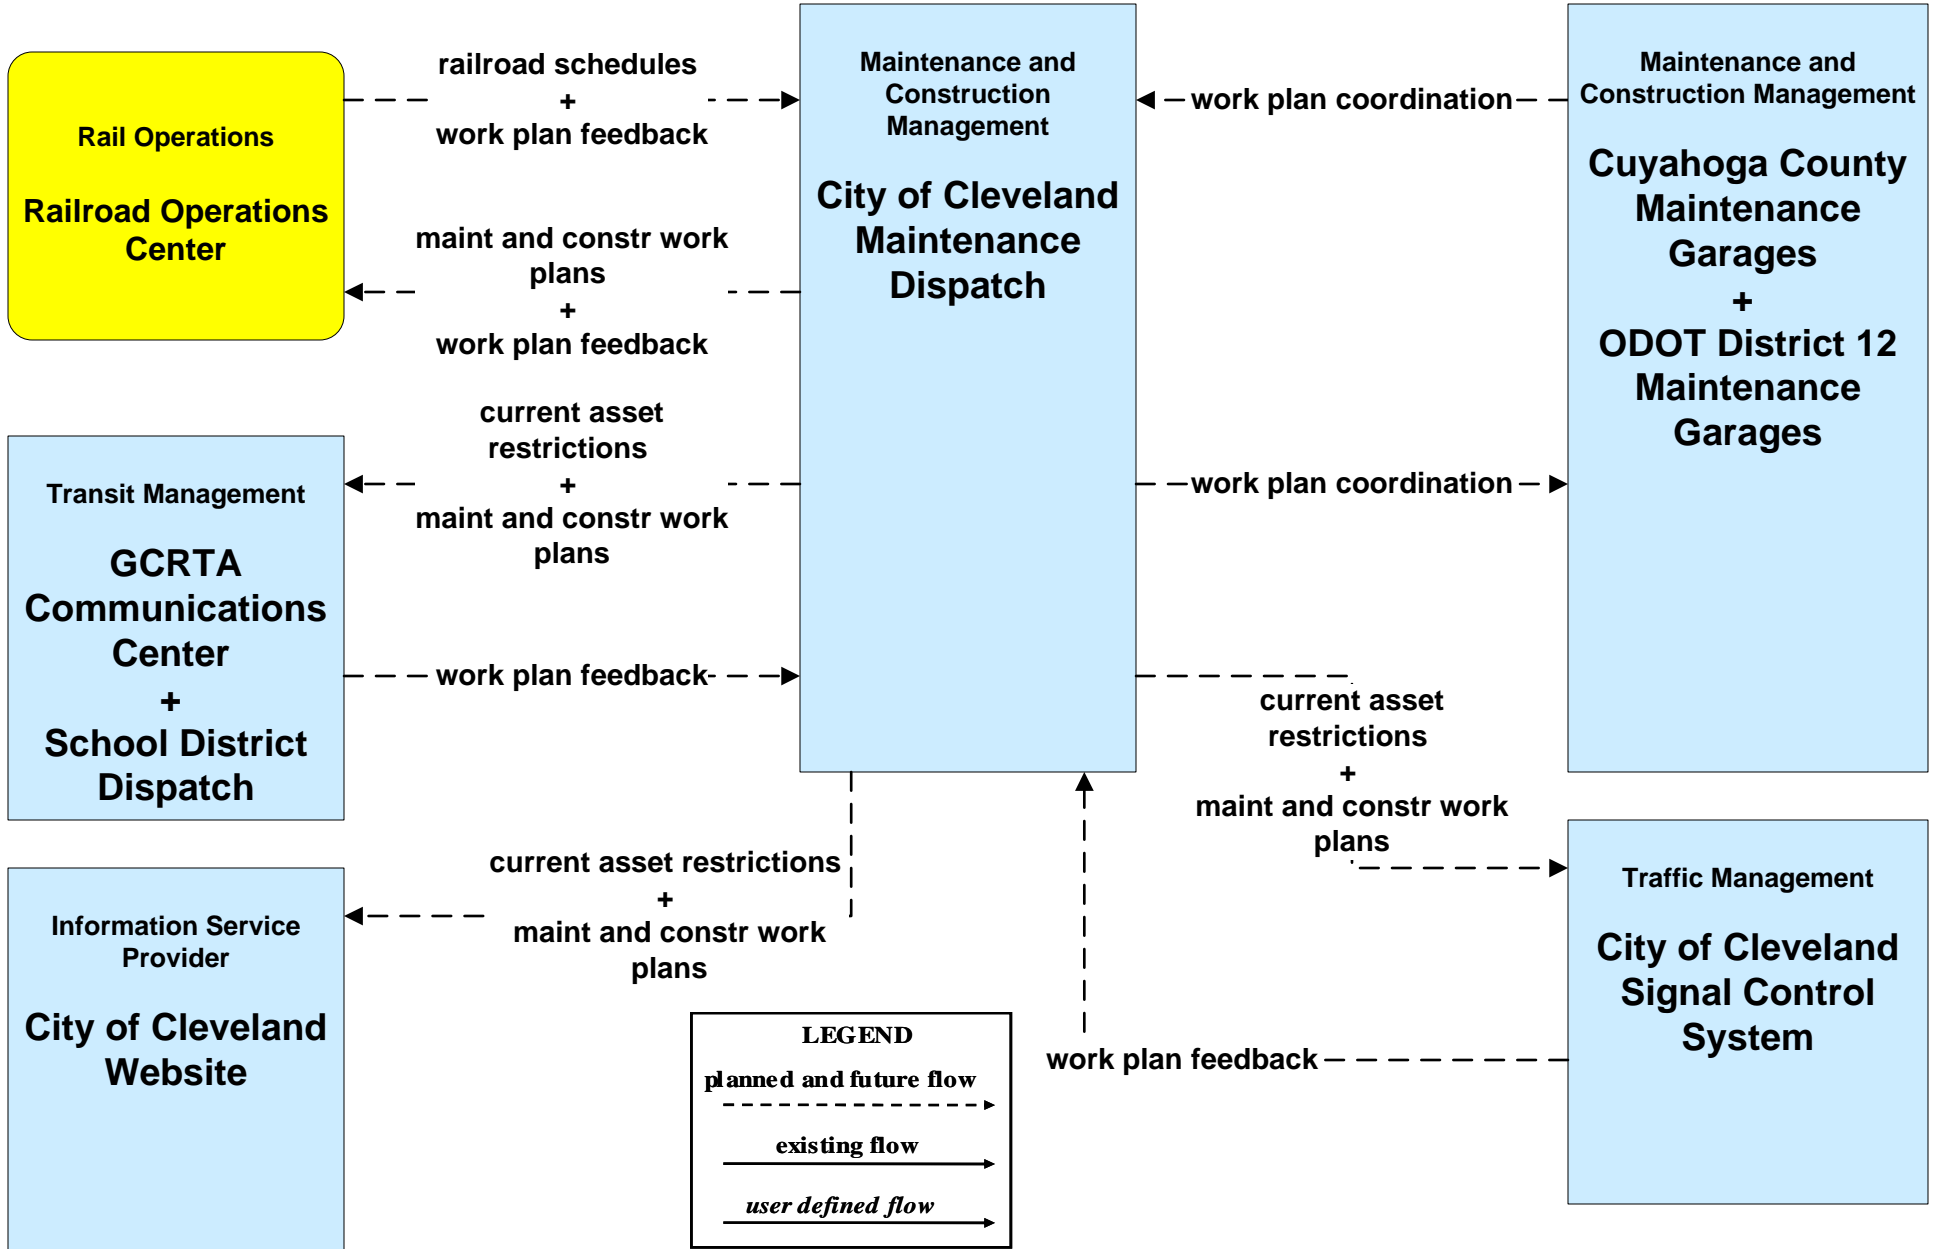 Rail Operations
Railroad Operations
Center
railroad schedules
+
work plan feedback
maint and constr work
plans
+
work plan feedback
Maintenance and
Construction
Management
City of Cleveland
Maintenance
Dispatch
work plan coordination
Maintenance and
Construction Management
Cuyahoga County
Maintenance
Garages
+
ODOT District 12
Maintenance
Garages
work plan coordination
Transit Management
GCRTA
Communications
Center
+
School District
Dispatch
current asset
restrictions
+
maint and constr work
plans
work plan feedback
current asset
restrictions
+
maint and constr work
plans
Information Service
Provider
City of Cleveland
Website
current asset restrictions
+
maint and constr work
plans
Traffic Management
City of Cleveland
Signal Control
System
work plan feedback
LEGEND
planned and future flow
existing flow
user defined flow